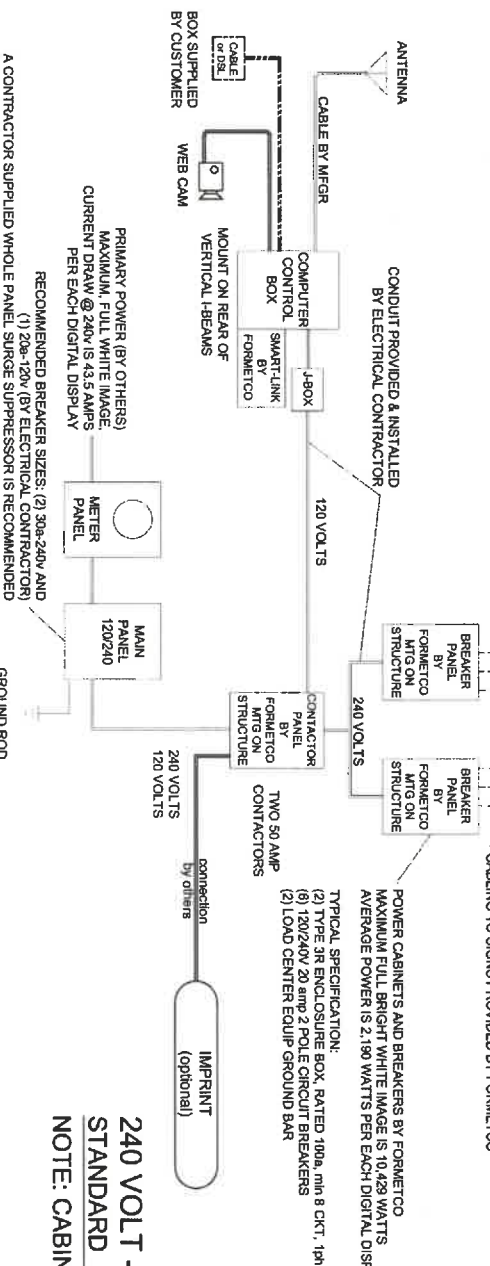 ANTENNA
CABLE BY MFGR
CABLE
or DSL
BOX SUPPLIED
BY CUSTOMER
WEB CAM
COMPUTER
CONTROL
BOX
SMART-LINK
BY
FORMETCO
J-BOX
MOUNT ON REAR OF
VERTICAL I-BEAMS
CONDUIT PROVIDED & INSTALLED
BY ELECTRICAL CONTRACTOR
120 VOLTS
BREAKER
PANEL
BY
FORMETCO
MTG ON
STRUCTURE
BREAKER
PANEL
BY
FORMETCO
MTG ON
STRUCTURE
240 VOLTS
CONTACTOR
PANEL
BY
FORMETCO
MTG ON
STRUCTURE
TWO 50 AMP
CONTACTORS
240 VOLTS
120 VOLTS
PRIMARY POWER (BY OTHERS)
MAXIMUM, FULL WHITE IMAGE,
CURRENT DRAW @ 240v IS 43.5 AMPS
PER EACH DIGITAL DISPLAY
METER
PANEL
MAIN
PANEL
120/240
RECOMMENDED BREAKER SIZES: (2) 30a-240v AND
(1) 20a-120v (BY ELECTRICAL CONTRACTOR)
A CONTRACTOR SUPPLIED WHOLE PANEL SURGE SUPPRESSOR IS RECOMMENDED
GROUND ROD
connection
by others
IMPRINT
(optional)
PROVIDED BY FORMETCO
POWER CABINETS AND BREAKERS BY FORMETCO
MAXIMUM FULL BRIGHT WHITE IMAGE IS 10,429 WATTS
AVERAGE POWER IS 2,190 WATTS PER EACH DIGITAL
TYPICAL SPECIFICATION:
(2) TYPE 3R ENCLOSURE BOX, RATED 100a, min 8 CKT, 1ph
(6) 120/240V 20 amp 2 POLE CIRCUIT BREAKERS
(2) LOAD CENTER EQUIP GROUND BAR
240 VOLT -
STANDARD
NOTE: CABIN